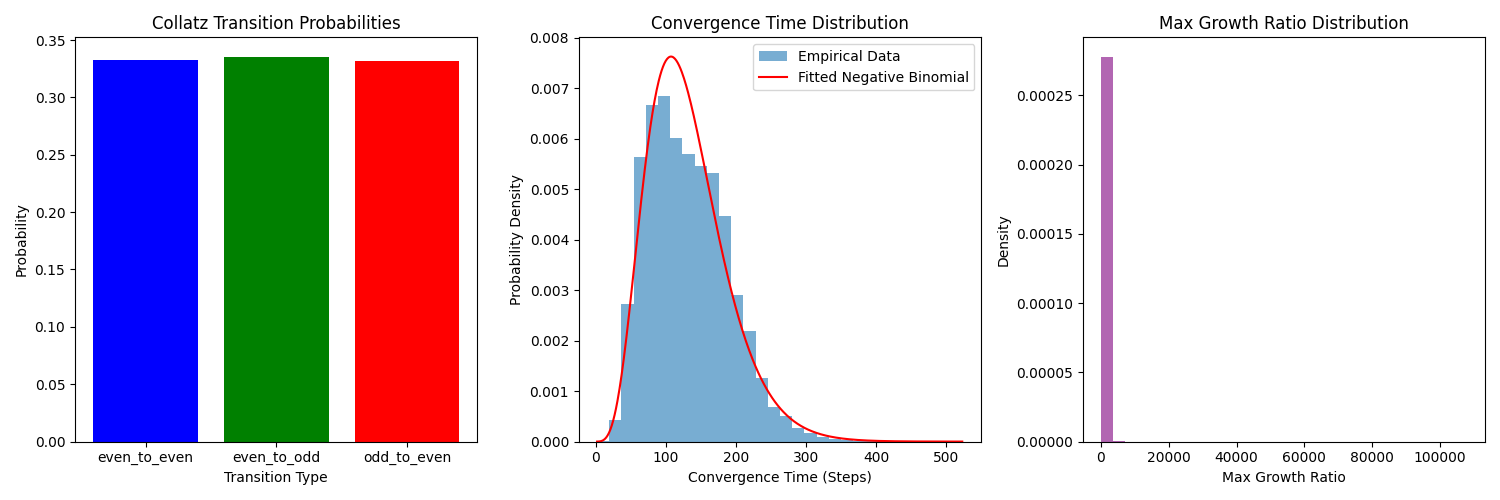 Collatz Transition Probabilities
Probability
0.35
0.30
0.25
0.20
0.15
0.10
0.05
0.00
even_to_even even_to_odd odd_to_even
Transition Type
Convergence Time Distribution
Empirical Data
Fitted Negative Binomial
Probability Density
0.008
0.007
0.006
0.005
0.004
0.003
0.002
0.001
0.000
0 100 200 300 400 500
Convergence Time (Steps)
Max Growth Ratio Distribution
Density
0.00025
0.00020
0.00015
0.00010
0.00005
0.00000
0 20000 40000 60000 80000 100000
Max Growth Ratio